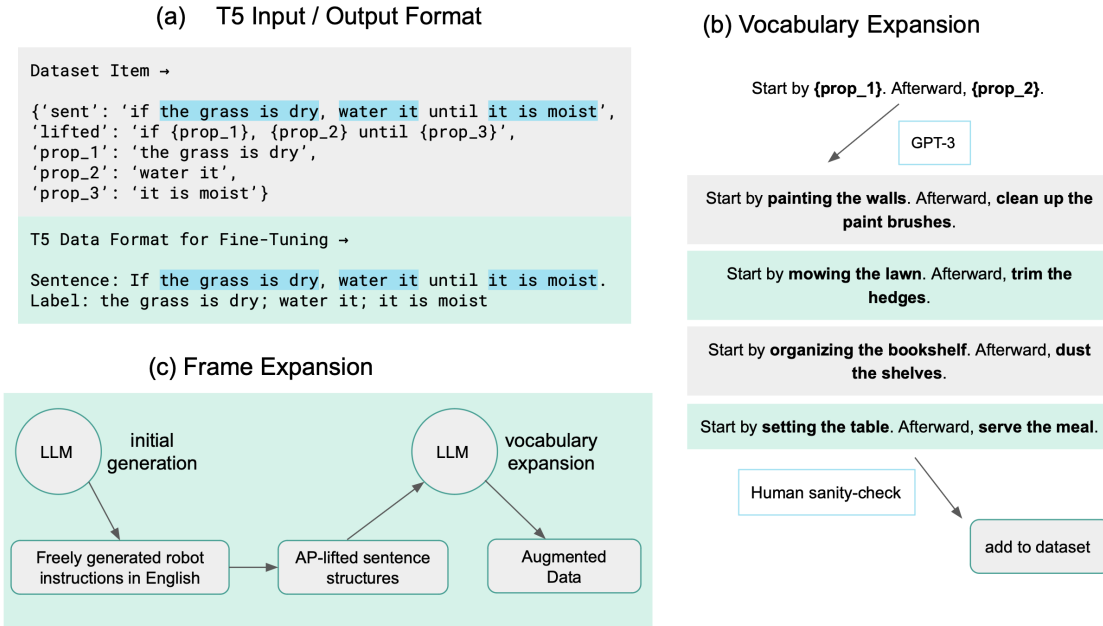 (a) T5 Input / Output Format
Dataset Item →
{‘sent’: ‘if the grass is dry, water it until it is moist’,
‘lifted’: ‘if {prop_1}, {prop_2} until {prop_3}’,
‘prop_1’: ‘the grass is dry’,
‘prop_2’: ‘water it’,
‘prop_3’: ‘it is moist’}
T5 Data Format for Fine-Tuning →
Sentence: If the grass is dry, water it until it is moist.
Label: the grass is dry; water it; it is moist
(b) Vocabulary Expansion
Start by {prop_1}. Afterward, {prop_2}.
GPT-3
Start by painting the walls. Afterward, clean up the
paint brushes.
Start by mowing the lawn. Afterward, trim the
hedges.
Start by organizing the bookshelf. Afterward, dust
the shelves.
Start by setting the table. Afterward, serve the meal.
Human sanity-check
add to dataset
(c) Frame Expansion
LLM
initial
generation
Freely generated robot
instructions in English
AP-lifted sentence
structures
LLM
vocabulary
expansion
Augmented
Data